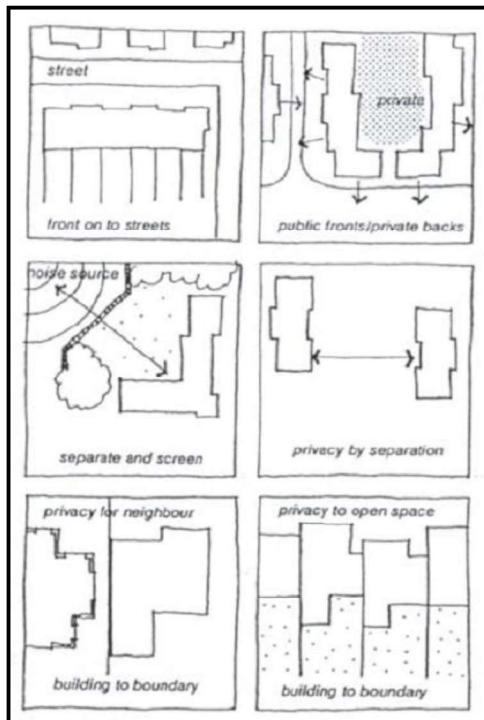 street
front on to streets
private
public fronts/private backs
noise source
separate and screen
privacy by separation
privacy for neighbour
building to boundary
privacy to open space
building to boundary